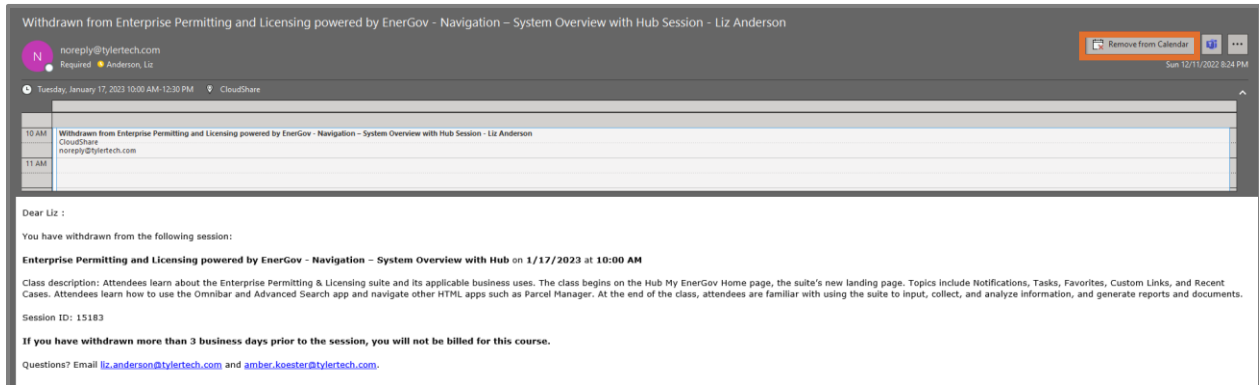 Withdrawn from Enterprise Permitting and Licensing powered by EnerGov - Navigation – System Overview with Hub Session - Liz Anderson
N
noreply@tylertech.com
Required Anderson, Liz
Remove from Calendar
Sun 12/11/2022 8:24 PM
Tuesday, January 17, 2023 10:00 AM-12:30 PM CloudShare
10 AM
Withdrawn from Enterprise Permitting and Licensing powered by EnerGov - Navigation – System Overview with Hub Session - Liz Anderson
CloudShare
noreply@tylertech.com
11 AM
Dear Liz :
You have withdrawn from the following session:
Enterprise Permitting and Licensing powered by EnerGov - Navigation – System Overview with Hub on 1/17/2023 at 10:00 AM
Class description: Attendees learn about the Enterprise Permitting & Licensing suite and its applicable business uses. The class begins on the Hub My EnerGov Home page, the suite's new landing page. Topics include Notifications, Tasks, Favorites, Custom Links, and Recent
Cases. Attendees learn how to use the Omnibar and Advanced Search app and navigate other HTML apps such as Parcel Manager. At the end of the class, attendees are familiar with using the suite to input, collect, and analyze information, and generate reports and documents.
Session ID: 15183
If you have withdrawn more than 3 business days prior to the session, you will not be billed for this course.
Questions? Email liz.anderson@tylertech.com and amber.koester@tylertech.com.